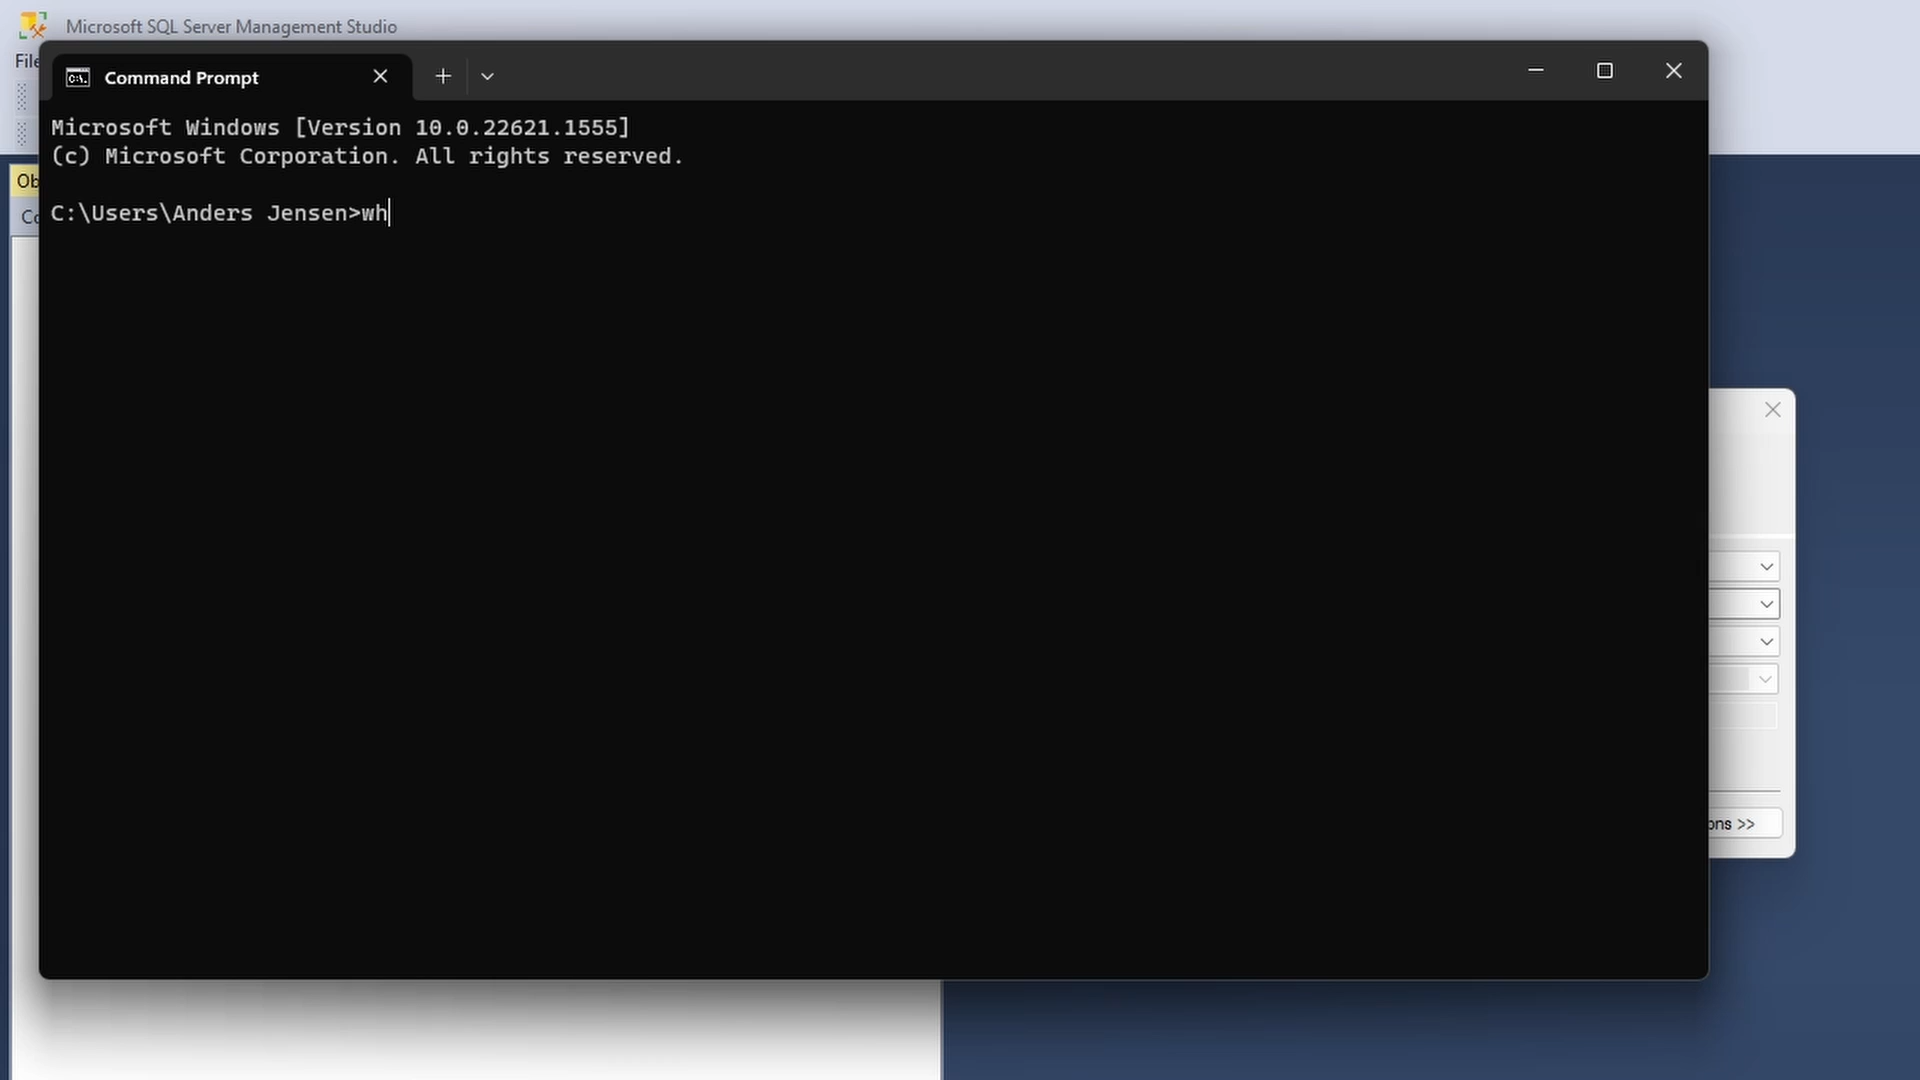 Microsoft SQL Server Management Studio
File
Command Prompt
Microsoft Windows [Version 10.0.22621.1555]
(c) Microsoft Corporation. All rights reserved.
C:\Users\Anders Jensen>wh
Ob
Co
ons >>